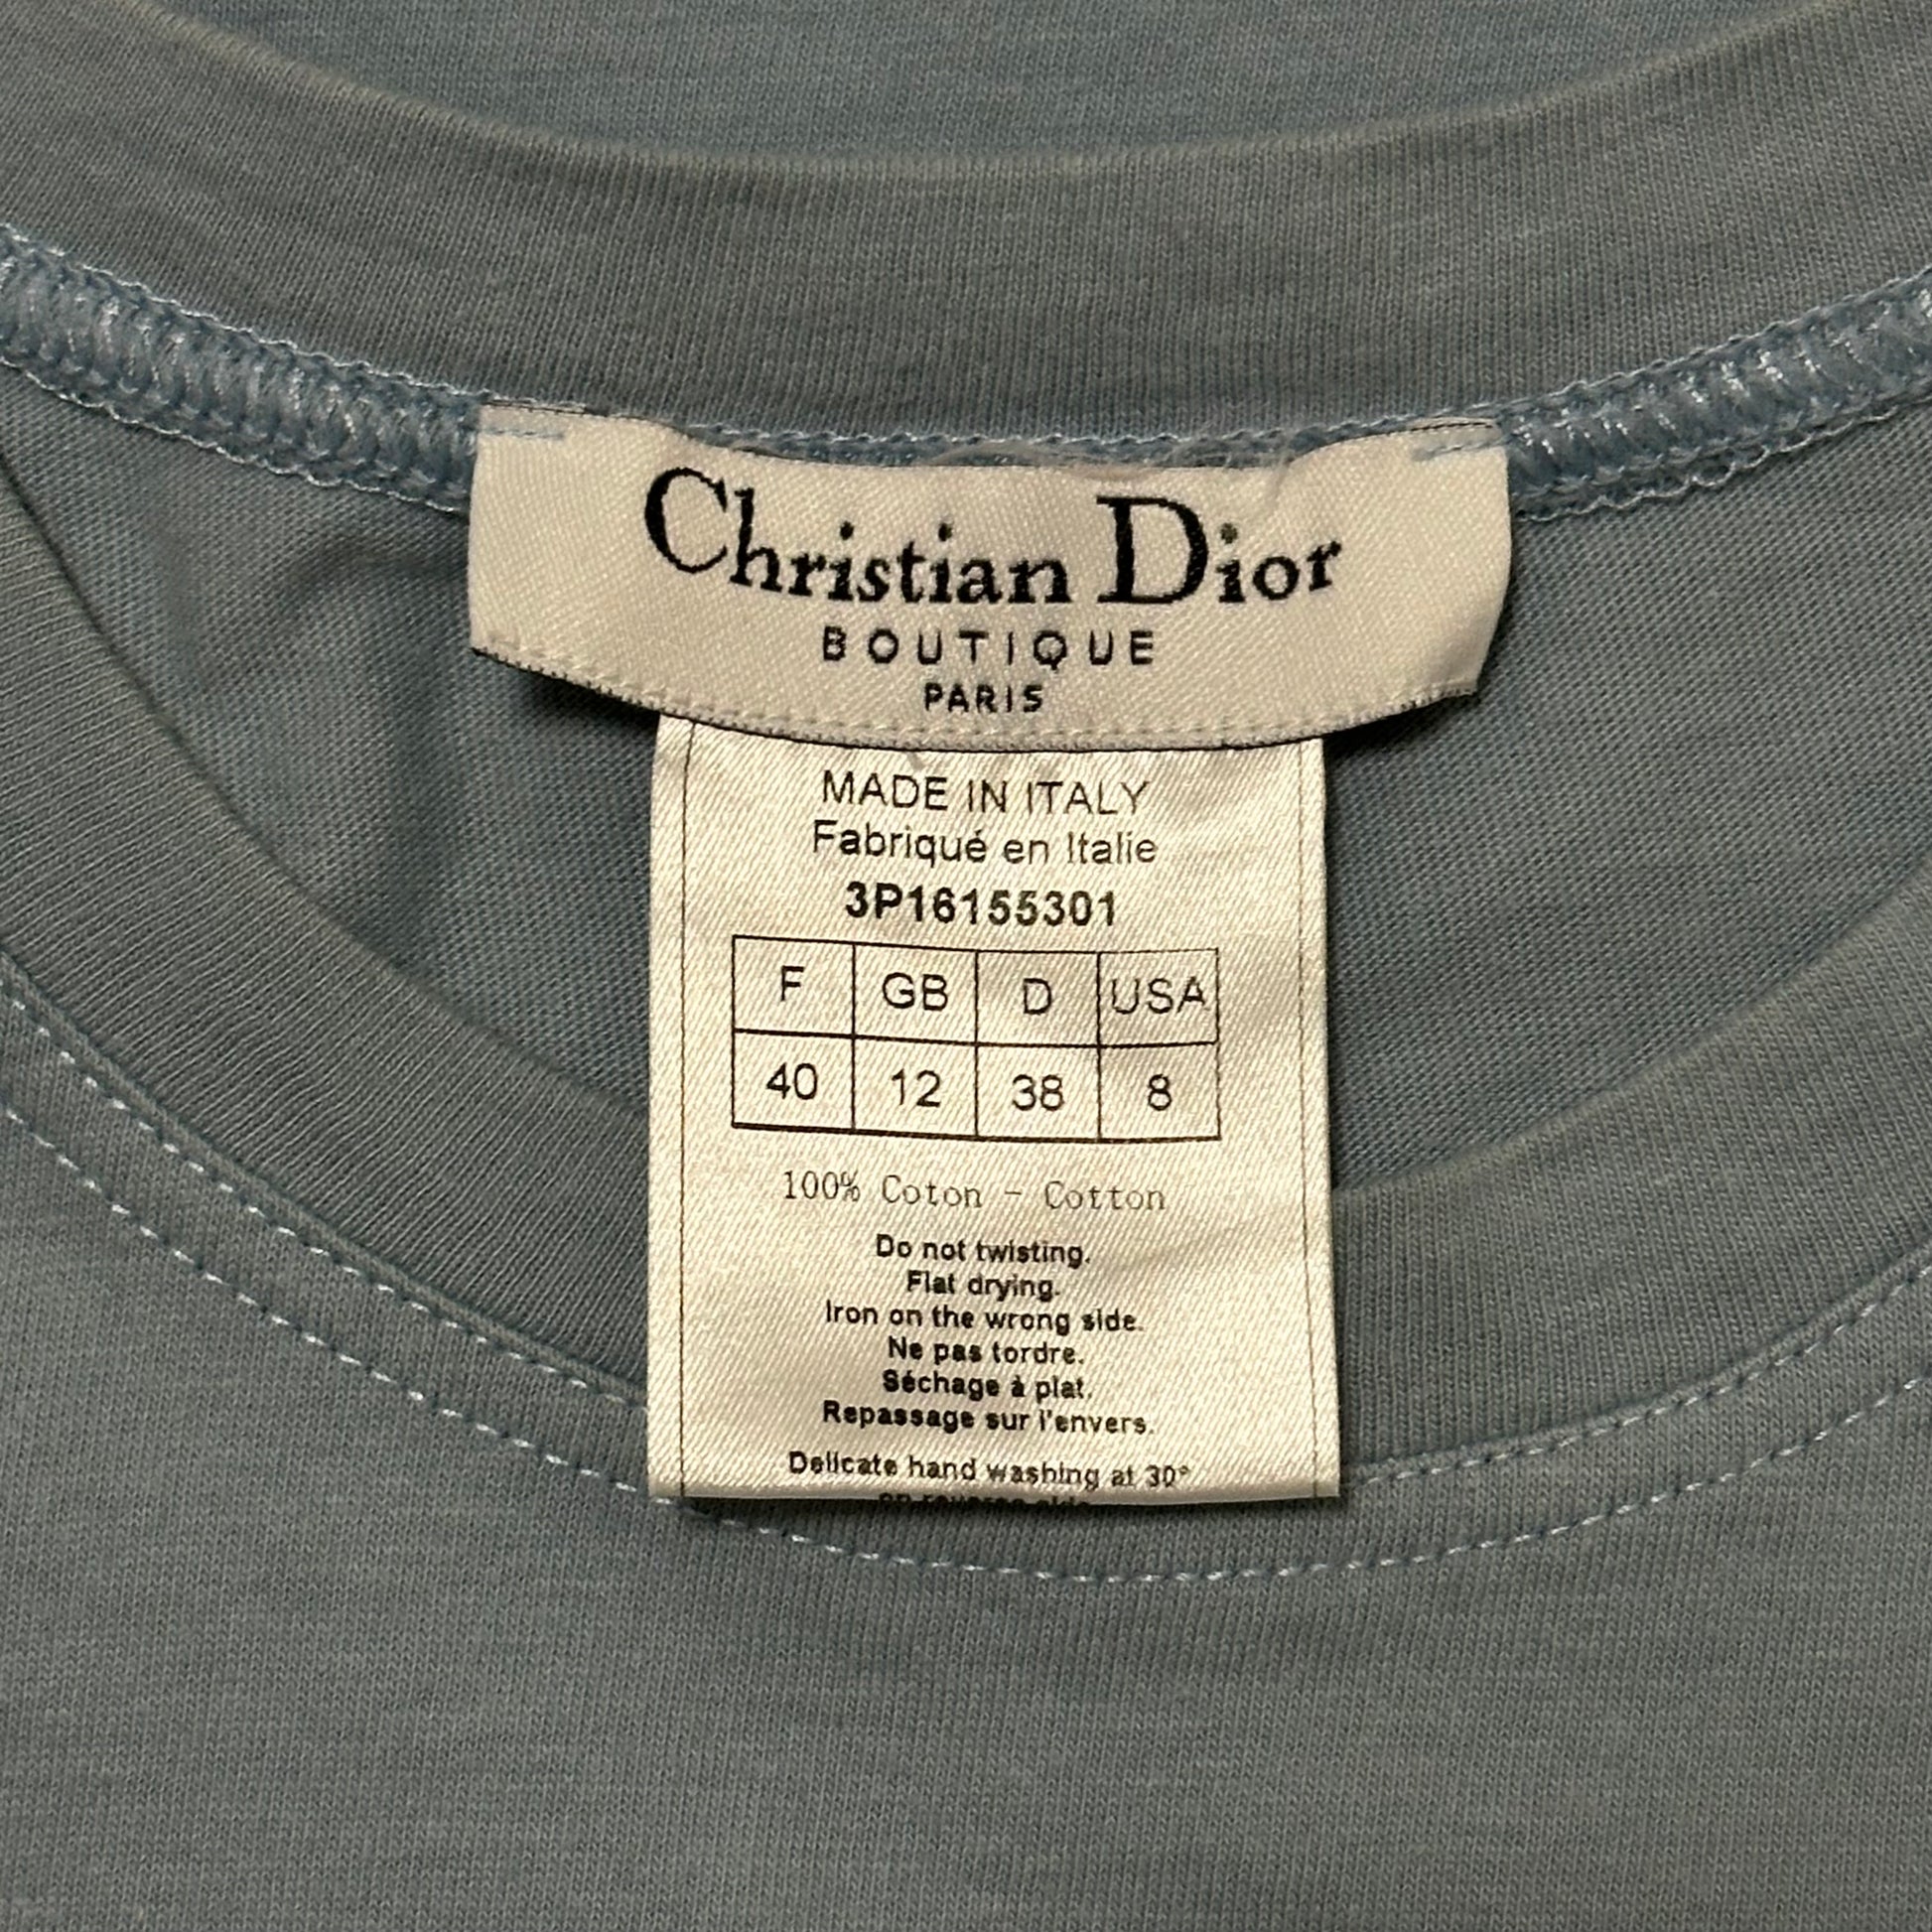 Christian Dior
BOUTIQUE
PARIS
MADE IN ITALY
Fabriqué en Italie
3P16155301
F GB D USA
40 12 38 8
100% Coton - Cotton
Do not twisting.
Flat drying.
Iron on the wrong side.
Ne pas tordre.
Séchage à plat.
Repassage sur l'envers.
Delicate hand washing at 30°